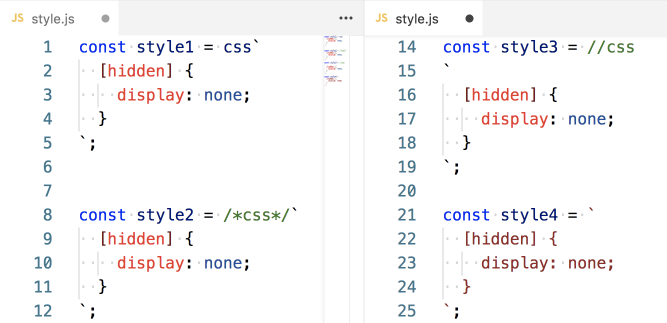 JS style.js ● •••
1 const style1 = css`
2   [hidden] {
3     display: none;
4   }
5 `;
6
7
8 const style2 = /*css*/`
9   [hidden] {
10     display: none;
11   }
12 `;
JS style.js ●
14 const style3 = //css
15 `
16   [hidden] {
17     display: none;
18   }
19 `;
20
21 const style4 = `
22   [hidden] {
23     display: none;
24   }
25 `;